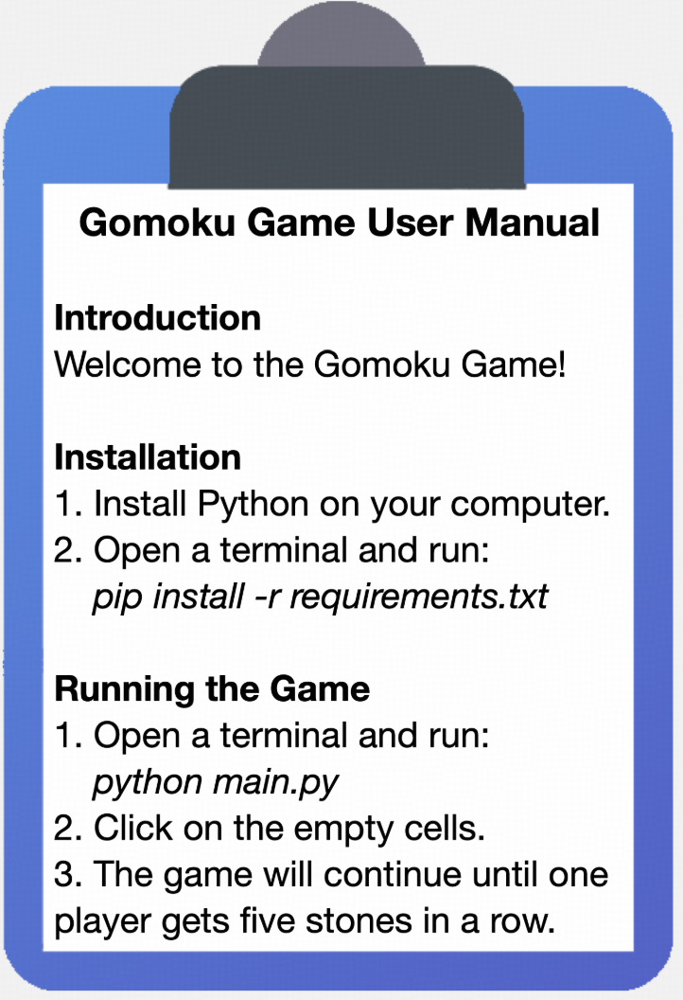 Gomoku Game User Manual
Introduction
Welcome to the Gomoku Game!
Installation
1. Install Python on your computer.
2. Open a terminal and run:
pip install -r requirements.txt
Running the Game
1. Open a terminal and run:
python main.py
2. Click on the empty cells.
3. The game will continue until one
player gets five stones in a row.